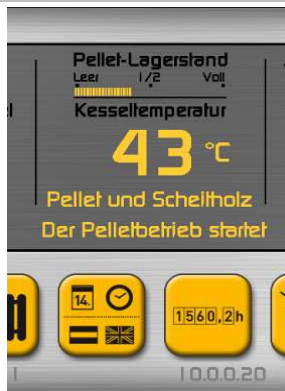 Pellet-Lagerstand
Leer 1/2 Voll
Kesseltemperatur
43 °C
Pellet und Scheitholz
Der Pelletbetrieb startet
14.
1560,2h
10.0.0.20